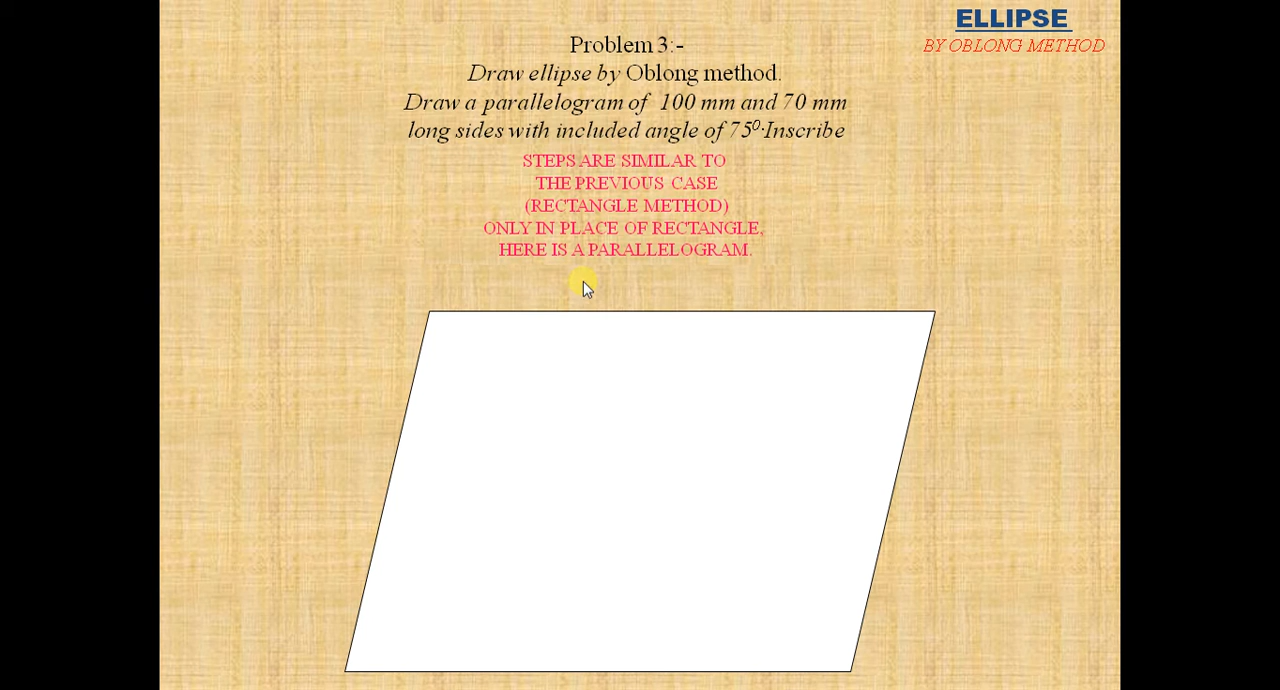 ELLIPSE
BY OBLONG METHOD
Problem 3:-
Draw ellipse by Oblong method.
Draw a parallelogram of 100 mm and 70 mm
long sides with included angle of 75⁰.Inscribe
STEPS ARE SIMILAR TO
THE PREVIOUS CASE
(RECTANGLE METHOD)
ONLY IN PLACE OF RECTANGLE,
HERE IS A PARALLELOGRAM.